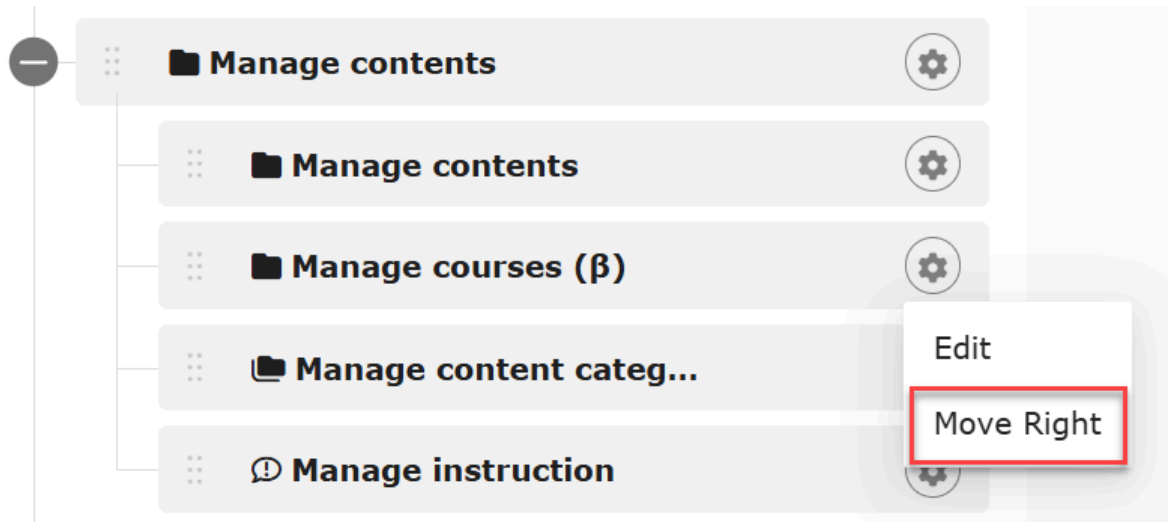 Manage contents
Manage contents
Manage courses (β)
Manage content categ...
Manage instruction
Edit
Move Right